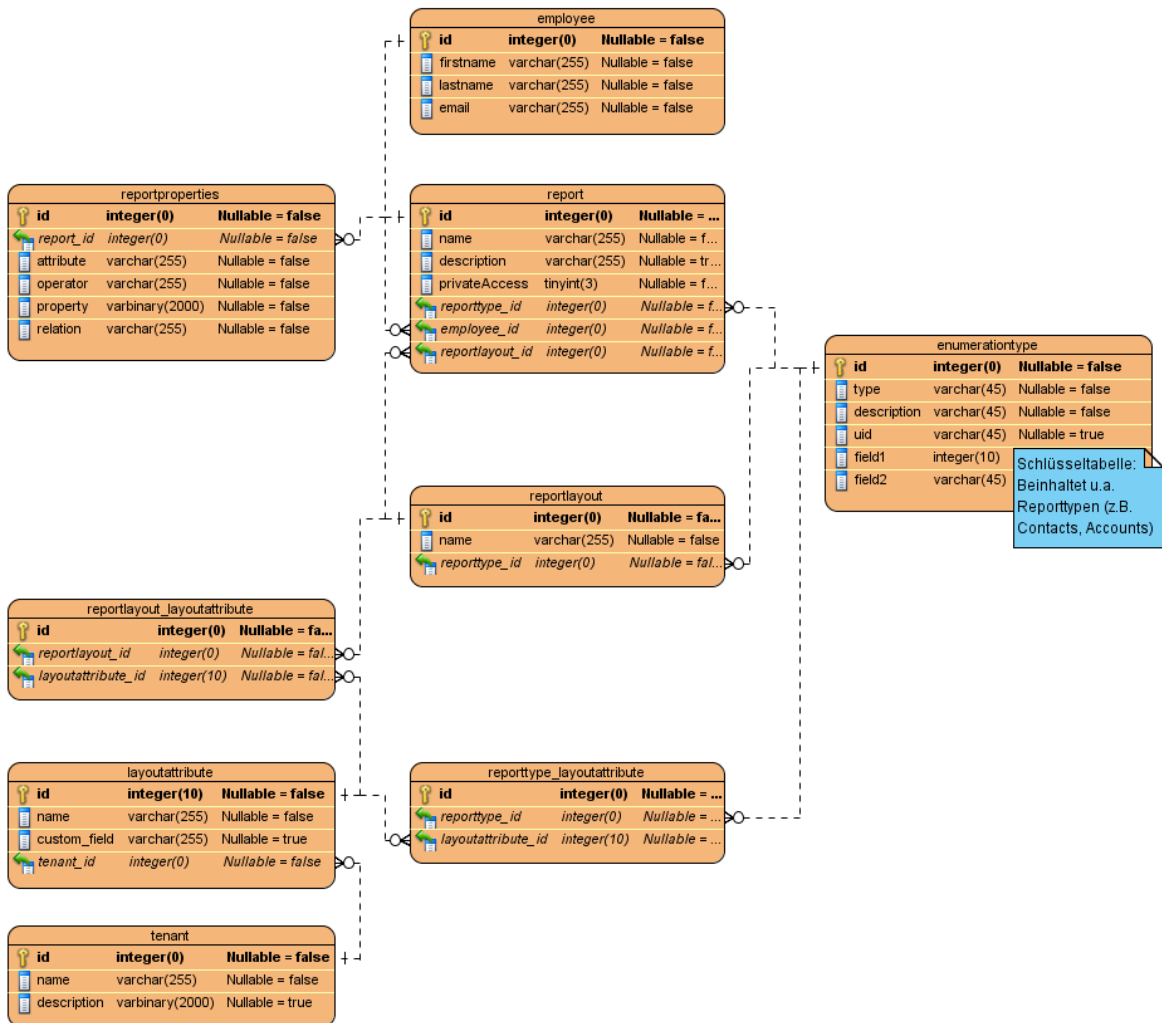 employee
id integer(0) Nullable = false
firstname varchar(255) Nullable = false
lastname varchar(255) Nullable = false
email varchar(255) Nullable = false
reportproperties
id integer(0) Nullable = false
report_id integer(0) Nullable = false
attribute varchar(255) Nullable = false
operator varchar(255) Nullable = false
property varbinary(2000) Nullable = false
relation varchar(255) Nullable = false
report
id integer(0) Nullable = ...
name varchar(255) Nullable = f...
description varchar(255) Nullable = tr...
privateAccess tinyint(3) Nullable = f...
reporttype_id integer(0) Nullable = f...
employee_id integer(0) Nullable = f...
reportlayout_id integer(0) Nullable = f...
enumerationtype
id integer(0) Nullable = false
type varchar(45) Nullable = false
description varchar(45) Nullable = false
uid varchar(45) Nullable = true
field1 integer(10)
field2 varchar(45)
Schlüsseltabelle:
Beinhaltet u.a.
Reporttypen (z.B.
Contacts, Accounts)
reportlayout
id integer(0) Nullable = fa...
name varchar(255) Nullable = false
reporttype_id integer(0) Nullable = fal...
reportlayout_layoutattribute
id integer(0) Nullable = fa...
reportlayout_id integer(0) Nullable = fal...
layoutattribute_id integer(10) Nullable = fal...
layoutattribute
id integer(10) Nullable = false
name varchar(255) Nullable = false
custom_field varchar(255) Nullable = true
tenant_id integer(0) Nullable = false
reporttype_layoutattribute
id integer(0) Nullable = ...
reporttype_id integer(0) Nullable = ...
layoutattribute_id integer(10) Nullable = ...
tenant
id integer(0) Nullable = false
name varchar(255) Nullable = false
description varbinary(2000) Nullable = true